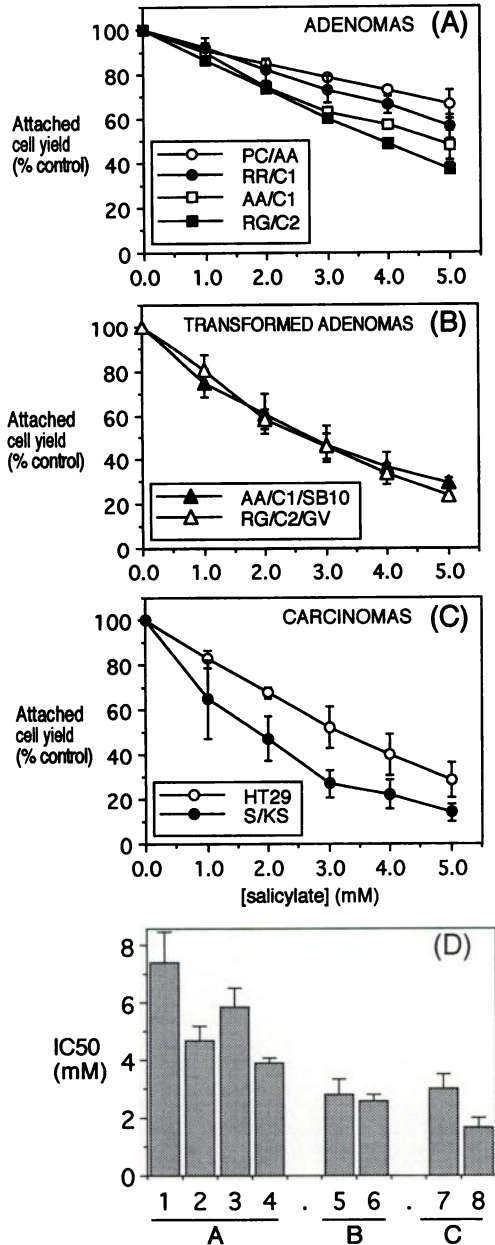 ADENOMAS (A)
100
80
60
40
20
0
Attached
cell yield
(% control)
PC/AA
RR/C1
AA/C1
RG/C2
0.0 1.0 2.0 3.0 4.0 5.0
TRANSFORMED ADENOMAS (B)
100
80
60
40
20
0
Attached
cell yield
(% control)
AA/C1/SB10
RG/C2/GV
0.0 1.0 2.0 3.0 4.0 5.0
CARCINOMAS (C)
100
80
60
40
20
0
Attached
cell yield
(% control)
HT29
S/KS
0.0 1.0 2.0 3.0 4.0 5.0
[salicylate] (mM)
(D)
8
6
4
2
0
IC50
(mM)
1 2 3 4 . 5 6 . 7 8
A B C